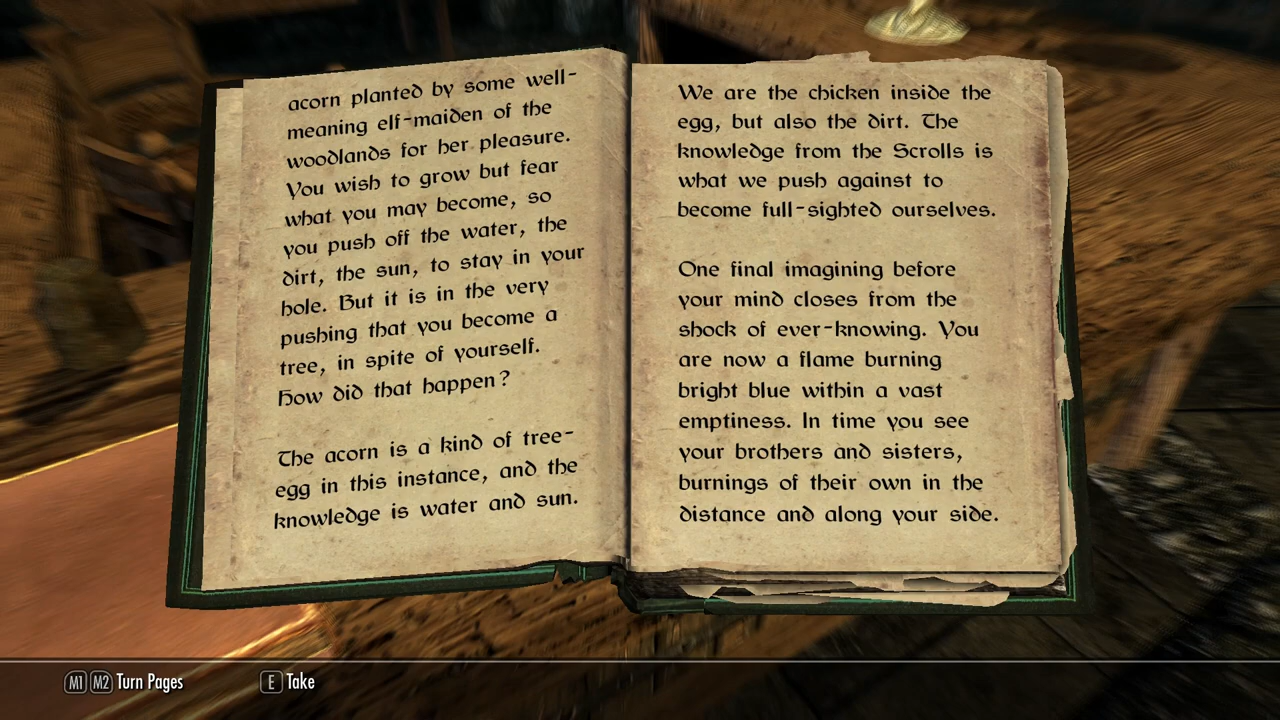 acorn planted by some well-
meaning elf-maiden of the
woodlands for her pleasure.
You wish to grow but fear
what you may become, so
you push off the water, the
dirt, the sun, to stay in your
hole. But it is in the very
pushing that you become a
tree, in spite of yourself.
How did that happen?
The acorn is a kind of tree-
egg in this instance, and the
knowledge is water and sun.
We are the chicken inside the
egg, but also the dirt. The
knowledge from the Scrolls is
what we push against to
become full-sighted ourselves.
One final imagining before
your mind closes from the
shock of ever-knowing. You
are now a flame burning
bright blue within a vast
emptiness. In time you see
your brothers and sisters,
burnings of their own in the
distance and along your side.
M1 M2 Turn Pages
E Take